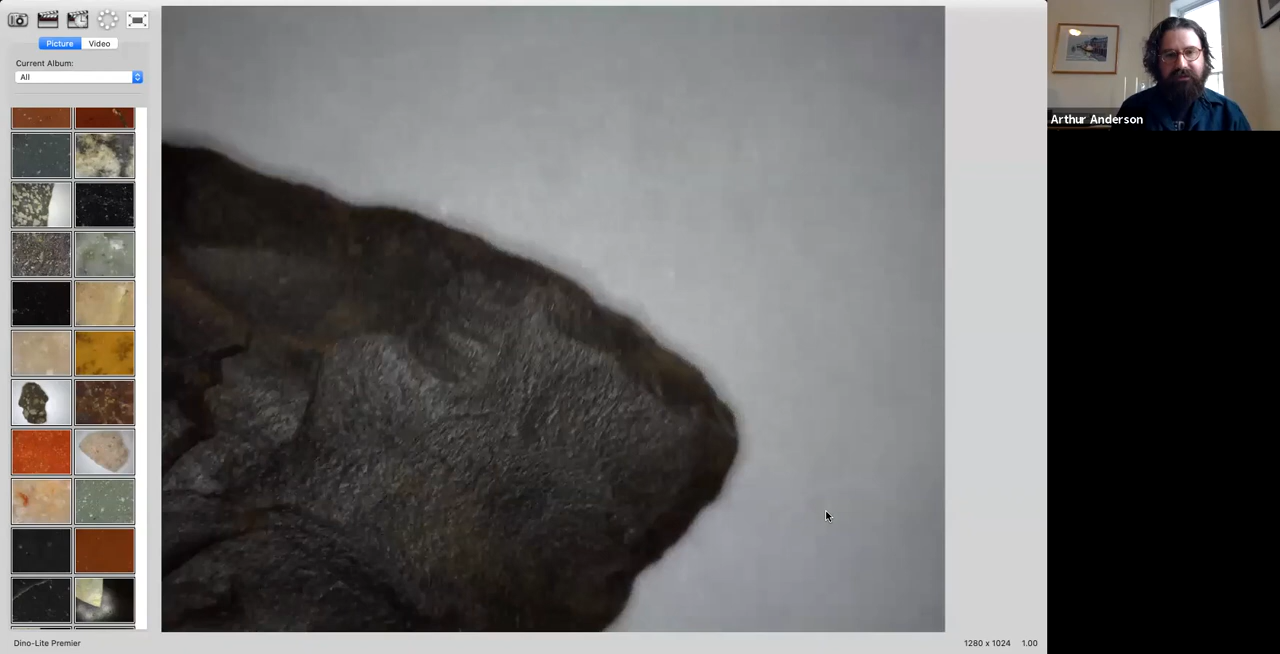 Picture Video
Current Album:
All
Arthur Anderson
Dino-Lite Premier
1280 x 1024 1.00